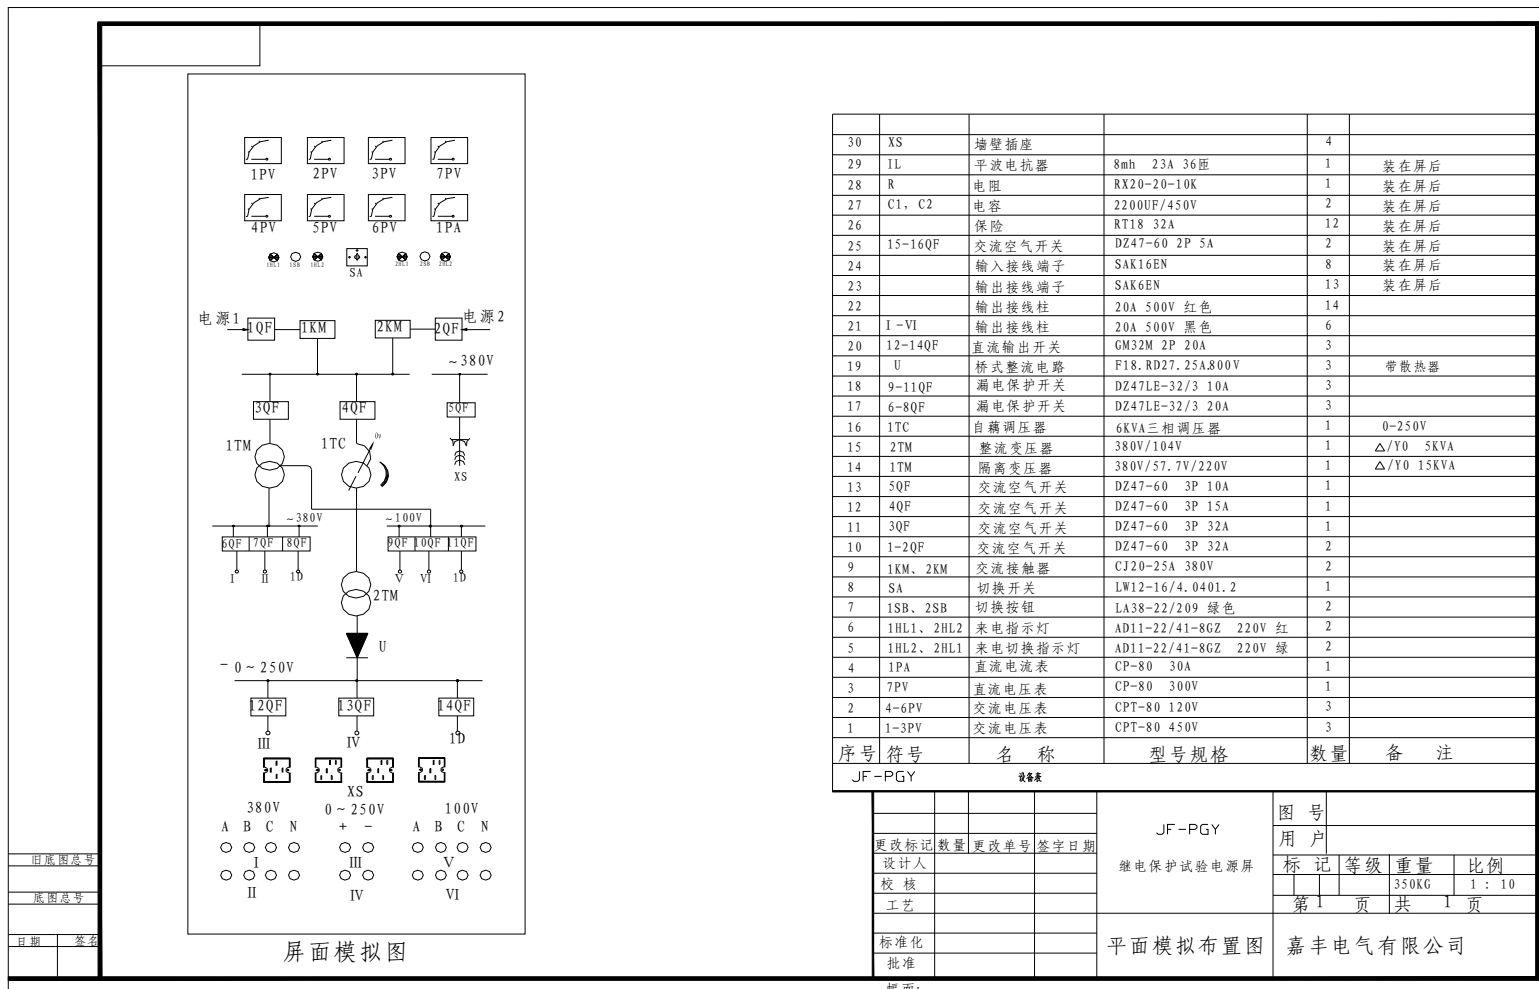 1PV 2PV 3PV 7PV
4PV 5PV 6PV 1PA
1HL1 1SB 1HL2 SA 2HL1 2SB 2HL2
电源1 1QF 1KM 2KM 2QF 电源2
~380V
3QF 4QF 5QF
1TM 1TC 0V
XS
~380V ~100V
6QF 7QF 8QF 9QF 10QF 11QF
I II 1D V VI 1D
2TM
U
-0~250V
12QF 13QF 14QF
III IV 1D
XS
380V 0~250V 100V
A B C N + - A B C N
I III V
II IV VI
屏面模拟图
30 XS 墙壁插座 4
29 IL 平波电抗器 8mh 23A 36匝 1 装在屏后
28 R 电阻 RX20-20-10K 1 装在屏后
27 C1, C2 电容 2200UF/450V 2 装在屏后
26 保险 RT18 32A 12 装在屏后
25 15-16QF 交流空气开关 DZ47-60 2P 5A 2 装在屏后
24 输入接线端子 SAK16EN 8 装在屏后
23 输出接线端子 SAK6EN 13 装在屏后
22 输出接线柱 20A 500V 红色 14
21 I-VI 输出接线柱 20A 500V 黑色 6
20 12-14QF 直流输出开关 GM32M 2P 20A 3
19 U 桥式整流电路 F18.RD27.25A.800V 3 带散热器
18 9-11QF 漏电保护开关 DZ47LE-32/3 10A 3
17 6-8QF 漏电保护开关 DZ47LE-32/3 20A 3
16 1TC 自藕调压器 6KVA三相调压器 1 0-250V
15 2TM 整流变压器 380V/104V 1 △/Y0 5KVA
14 1TM 隔离变压器 380V/57.7V/220V 1 △/Y0 15KVA
13 5QF 交流空气开关 DZ47-60 3P 10A 1
12 4QF 交流空气开关 DZ47-60 3P 15A 1
11 3QF 交流空气开关 DZ47-60 3P 32A 1
10 1-2QF 交流空气开关 DZ47-60 3P 32A 2
9 1KM、2KM 交流接触器 CJ20-25A 380V 2
8 SA 切换开关 LW12-16/4.0401.2 1
7 1SB、2SB 切换按钮 LA38-22/209 绿色 2
6 1HL1、2HL2 来电指示灯 AD11-22/41-8GZ 220V 红 2
5 1HL2、2HL1 来电切换指示灯 AD11-22/41-8GZ 220V 绿 2
4 1PA 直流电流表 CP-80 30A 1
3 7PV 直流电压表 CP-80 300V 1
2 4-6PV 交流电压表 CPT-80 120V 3
1 1-3PV 交流电压表 CPT-80 450V 3
序号 符号 名 称 型号规格 数量 备 注
JF-PGY 设备表
更改标记 数量 更改单号 签字日期
设计人
校 核
工艺
标准化
批准
JF-PGY
继电保护试验电源屏
平面模拟布置图
图 号
用 户
标 记 等级 重量 比例
350KG 1 : 10
第1 页 共 1 页
嘉丰电气有限公司
旧底图总号
底图总号
日期 签名